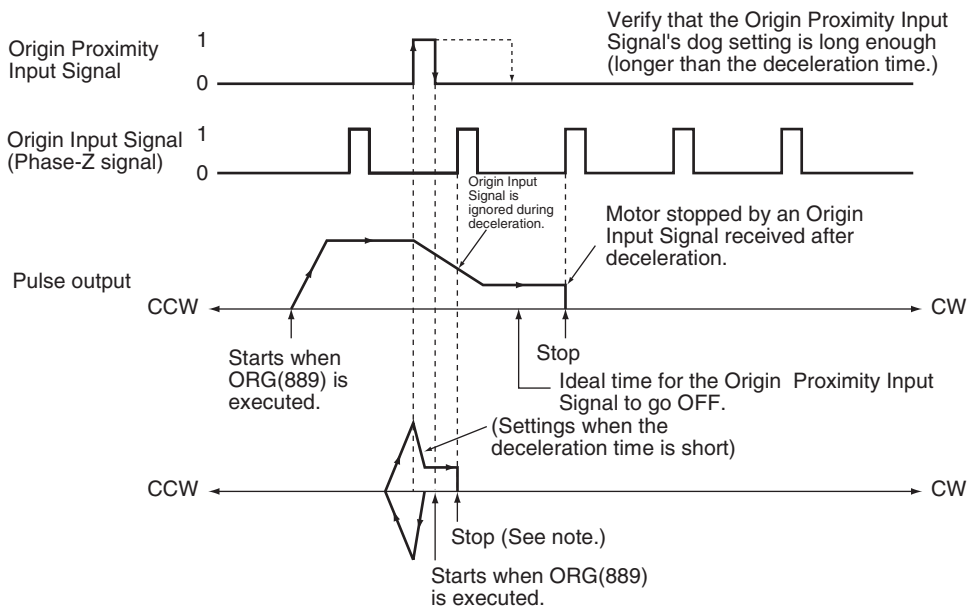 Origin Proximity
Input Signal
1
0
Verify that the Origin Proximity Input
Signal's dog setting is long enough
(longer than the deceleration time.)
Origin Input Signal
(Phase-Z signal)
1
0
Origin Input
Signal is
ignored during
deceleration.
Motor stopped by an Origin
Input Signal received after
deceleration.
Pulse output
CCW
CW
Starts when
ORG(889) is
executed.
Stop
Ideal time for the Origin Proximity Input
Signal to go OFF.
(Settings when the
deceleration time is short)
CCW
CW
Stop (See note.)
Starts when ORG(889)
is executed.